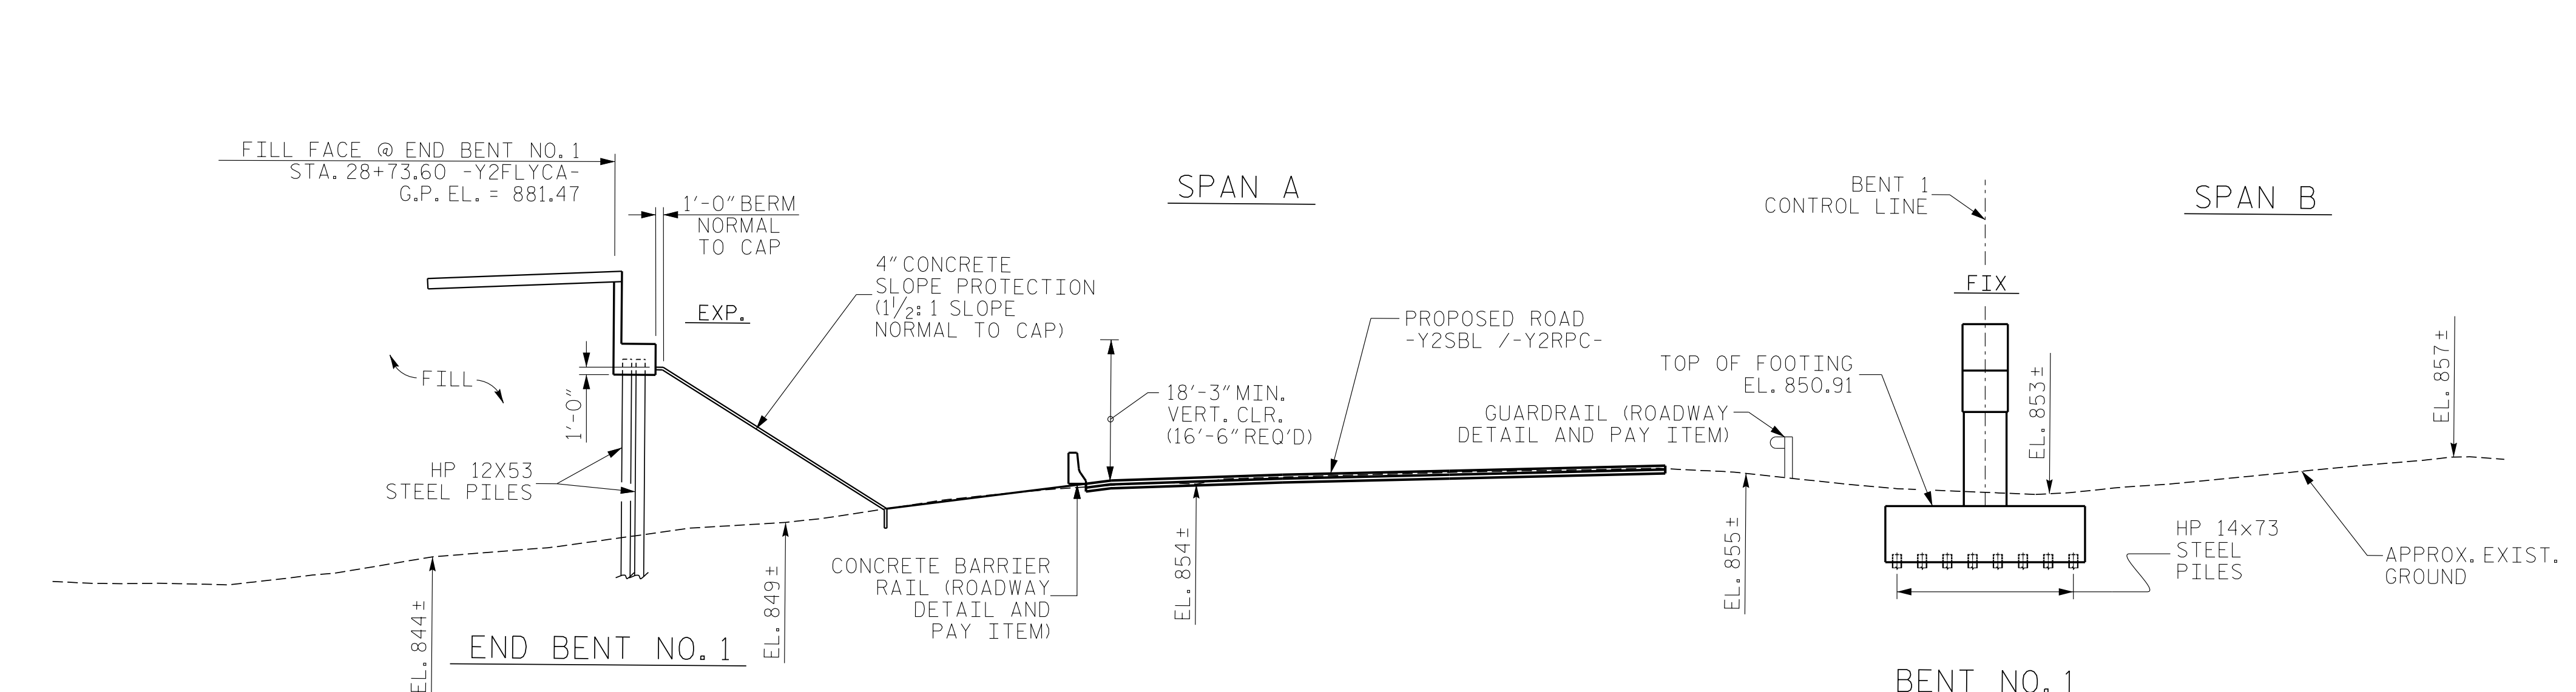 FILL FACE @ END BENT NO. 1
STA. 28+73.60 -Y2FLYCA-
G.P. EL. = 881.47
1'-0" BERM
NORMAL
TO CAP
SPAN A
BENT 1
CONTROL LINE
SPAN B
4" CONCRETE
SLOPE PROTECTION
(1 1/2: 1 SLOPE
NORMAL TO CAP)
EXP.
FIX
PROPOSED ROAD
-Y2SBL /-Y2RPC-
TOP OF FOOTING
EL. 850.91
FILL
1'-0"
18'-3" MIN.
VERT. CLR.
(16'-6" REQ'D)
GUARDRAIL (ROADWAY
DETAIL AND PAY ITEM)
EL. 853±
EL. 857±
HP 12X53
STEEL PILES
CONCRETE BARRIER
RAIL (ROADWAY
DETAIL AND
PAY ITEM)
EL. 844±
EL. 849±
EL. 854±
EL. 855±
HP 14x73
STEEL
PILES
APPROX. EXIST.
GROUND
END BENT NO. 1
BENT NO. 1